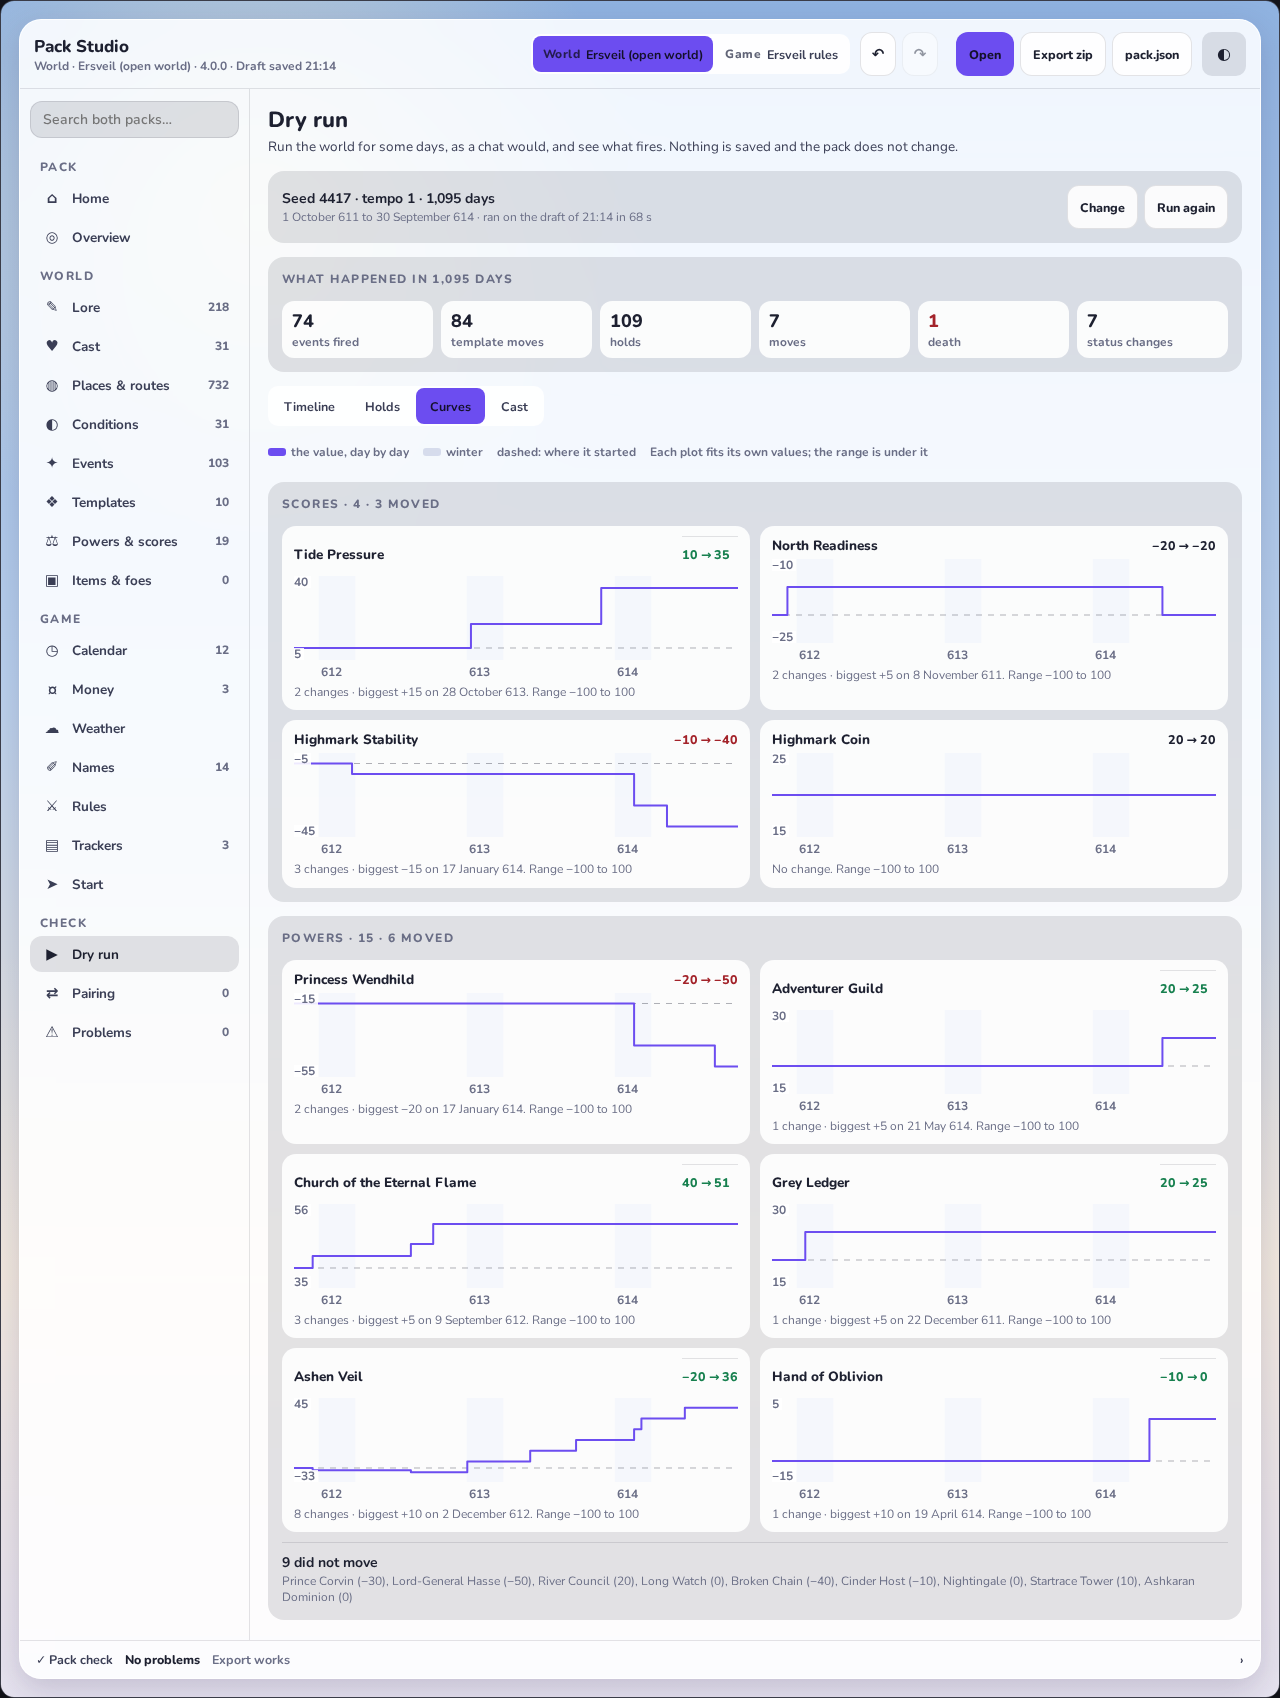 Pack Studio
World · Ersveil (open world) · 4.0.0 · Draft saved 21:14
World Ersveil (open world)
Game Ersveil rules
Open
Export zip
pack.json
Search both packs...
PACK
Home
Overview
WORLD
Lore 218
Cast 31
Places & routes 732
Conditions 31
Events 103
Templates 10
Powers & scores 19
Items & foes 0
GAME
Calendar 12
Money 3
Weather
Names 14
Rules
Trackers 3
Start
CHECK
Dry run
Pairing 0
Problems 0
Dry run
Run the world for some days, as a chat would, and see what fires. Nothing is saved and the pack does not change.
Seed 4417 · tempo 1 · 1,095 days
1 October 611 to 30 September 614 · ran on the draft of 21:14 in 68 s
Change
Run again
WHAT HAPPENED IN 1,095 DAYS
74
events fired
84
template moves
109
holds
7
moves
1
death
7
status changes
Timeline
Holds
Curves
Cast
the value, day by day
winter
dashed: where it started
Each plot fits its own values; the range is under it
SCORES · 4 · 3 MOVED
Tide Pressure 10 → 35
40
5
612 613 614
2 changes · biggest +15 on 28 October 613. Range −100 to 100
North Readiness −20 → −20
−10
−25
612 613 614
2 changes · biggest +5 on 8 November 611. Range −100 to 100
Highmark Stability −10 → −40
−5
−45
612 613 614
3 changes · biggest −15 on 17 January 614. Range −100 to 100
Highmark Coin 20 → 20
25
15
612 613 614
No change. Range −100 to 100
POWERS · 15 · 6 MOVED
Princess Wendhild −20 → −50
−15
−55
612 613 614
2 changes · biggest −20 on 17 January 614. Range −100 to 100
Adventurer Guild 20 → 25
30
15
612 613 614
1 change · biggest +5 on 21 May 614. Range −100 to 100
Church of the Eternal Flame 40 → 51
56
35
612 613 614
3 changes · biggest +5 on 9 September 612. Range −100 to 100
Grey Ledger 20 → 25
30
15
612 613 614
1 change · biggest +5 on 22 December 611. Range −100 to 100
Ashen Veil −20 → 36
45
−33
612 613 614
8 changes · biggest +10 on 2 December 612. Range −100 to 100
Hand of Oblivion −10 → 0
5
−15
612 613 614
1 change · biggest +10 on 19 April 614. Range −100 to 100
9 did not move
Prince Corvin (−30), Lord-General Hasse (−50), River Council (20), Long Watch (0), Broken Chain (−40), Cinder Host (−10), Nightingale (0), Startrace Tower (10), Ashkaran
Dominion (0)
✓ Pack check No problems Export works